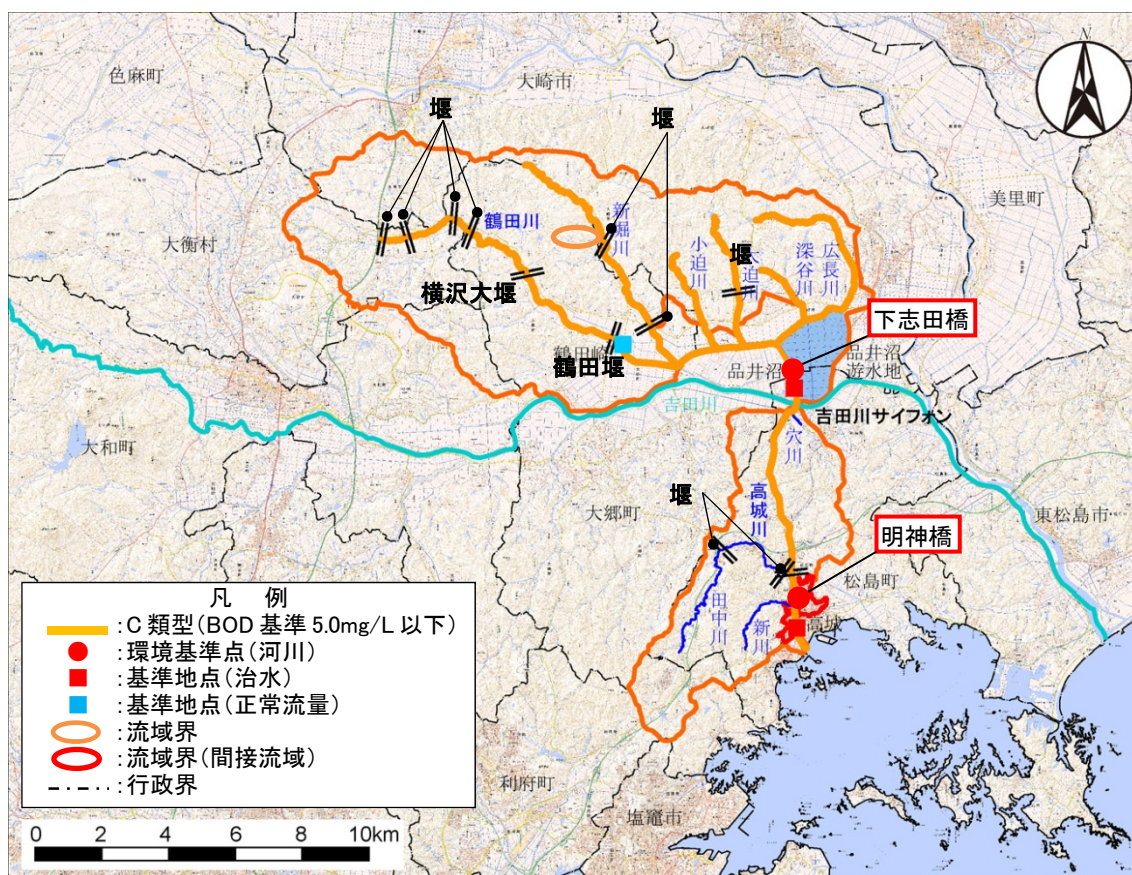 N
色麻町
大崎市
堰
堰
美里町
大衡村
鶴田川
新堀川
小迫川
大迫川
堰
深谷川
広長川
横沢大堰
下志田橋
鶴田堰
品井沼
品井沼
遊水地
吉田川
吉田川サイフォン
大和町
穴川
大郷町
堰
高城川
東松島市
明神橋
松島町
田中川
新川
高城
凡 例
:C 類型(BOD 基準 5.0mg/L 以下)
:環境基準点(河川)
:基準地点(治水)
:基準地点(正常流量)
:流域界
:流域界(間接流域)
:行政界
利府町
塩竈市
0 2 4 6 8 10km